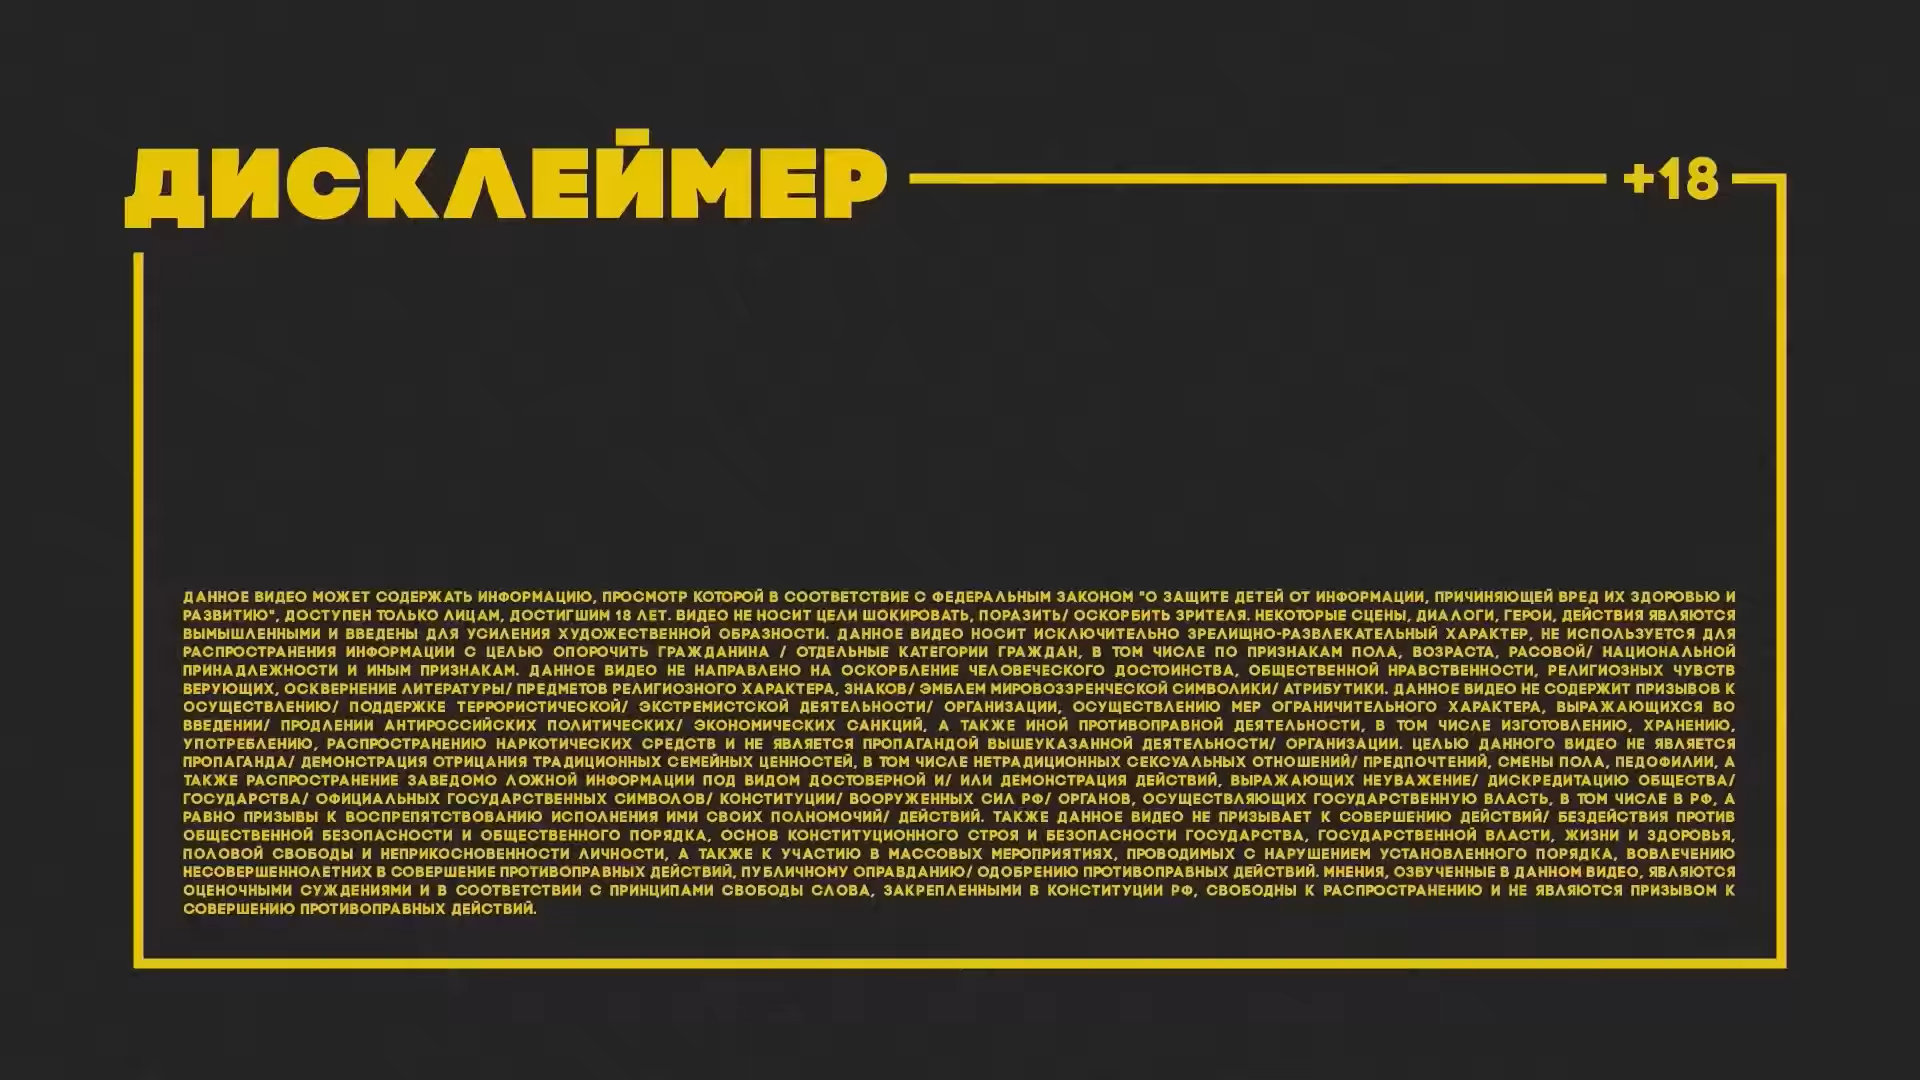 ДИСКЛЕЙМЕР
+18
ДАННОЕ ВИДЕО МОЖЕТ СОДЕРЖАТЬ ИНФОРМАЦИЮ, ПРОСМОТР КОТОРОЙ В СООТВЕТСТВИЕ С ФЕДЕРАЛЬНЫМ ЗАКОНОМ "О ЗАЩИТЕ ДЕТЕЙ ОТ ИНФОРМАЦИИ, ПРИЧИНЯЮЩЕЙ ВРЕД ИХ ЗДОРОВЬЮ И
РАЗВИТИЮ", ДОСТУПЕН ТОЛЬКО ЛИЦАМ, ДОСТИГШИМ 18 ЛЕТ. ВИДЕО НЕ НОСИТ ЦЕЛИ ШОКИРОВАТЬ, ПОРАЗИТЬ/ ОСКОРБИТЬ ЗРИТЕЛЯ. НЕКОТОРЫЕ СЦЕНЫ, ДИАЛОГИ, ГЕРОИ, ДЕЙСТВИЯ ЯВЛЯЮТСЯ
ВЫМЫШЛЕННЫМИ И ВВЕДЕНЫ ДЛЯ УСИЛЕНИЯ ХУДОЖЕСТВЕННОЙ ОБРАЗНОСТИ. ДАННОЕ ВИДЕО НОСИТ ИСКЛЮЧИТЕЛЬНО ЗРЕЛИЩНО-РАЗВЛЕКАТЕЛЬНЫЙ ХАРАКТЕР, НЕ ИСПОЛЬЗУЕТСЯ ДЛЯ
РАСПРОСТРАНЕНИЯ ИНФОРМАЦИИ С ЦЕЛЬЮ ОПОРОЧИТЬ ГРАЖДАНИНА / ОТДЕЛЬНЫЕ КАТЕГОРИИ ГРАЖДАН, В ТОМ ЧИСЛЕ ПО ПРИЗНАКАМ ПОЛА, ВОЗРАСТА, РАСОВОЙ/ НАЦИОНАЛЬНОЙ
ПРИНАДЛЕЖНОСТИ И ИНЫМ ПРИЗНАКАМ. ДАННОЕ ВИДЕО НЕ НАПРАВЛЕНО НА ОСКОРБЛЕНИЕ ЧЕЛОВЕЧЕСКОГО ДОСТОИНСТВА, ОБЩЕСТВЕННОЙ НРАВСТВЕННОСТИ, РЕЛИГИОЗНЫХ ЧУВСТВ
ВЕРУЮЩИХ, ОСКВЕРНЕНИЕ ЛИТЕРАТУРЫ/ ПРЕДМЕТОВ РЕЛИГИОЗНОГО ХАРАКТЕРА, ЗНАКОВ/ ЭМБЛЕМ МИРОВОЗЗРЕНЧЕСКОЙ СИМВОЛИКИ/ АТРИБУТИКИ. ДАННОЕ ВИДЕО НЕ СОДЕРЖИТ ПРИЗЫВОВ К
ОСУЩЕСТВЛЕНИЮ/ ПОДДЕРЖКЕ ТЕРРОРИСТИЧЕСКОЙ/ ЭКСТРЕМИСТСКОЙ ДЕЯТЕЛЬНОСТИ/ ОРГАНИЗАЦИИ, ОСУЩЕСТВЛЕНИЮ МЕР ОГРАНИЧИТЕЛЬНОГО ХАРАКТЕРА, ВЫРАЖАЮЩИХСЯ ВО
ВВЕДЕНИИ/ ПРОДЛЕНИИ АНТИРОССИЙСКИХ ПОЛИТИЧЕСКИХ/ ЭКОНОМИЧЕСКИХ САНКЦИЙ, А ТАКЖЕ ИНОЙ ПРОТИВОПРАВНОЙ ДЕЯТЕЛЬНОСТИ, В ТОМ ЧИСЛЕ ИЗГОТОВЛЕНИЮ, ХРАНЕНИЮ,
УПОТРЕБЛЕНИЮ, РАСПРОСТРАНЕНИЮ НАРКОТИЧЕСКИХ СРЕДСТВ И НЕ ЯВЛЯЕТСЯ ПРОПАГАНДОЙ ВЫШЕУКАЗАННОЙ ДЕЯТЕЛЬНОСТИ/ ОРГАНИЗАЦИИ. ЦЕЛЬЮ ДАННОГО ВИДЕО НЕ ЯВЛЯЕТСЯ
ПРОПАГАНДА/ ДЕМОНСТРАЦИЯ ОТРИЦАНИЯ ТРАДИЦИОННЫХ СЕМЕЙНЫХ ЦЕННОСТЕЙ, В ТОМ ЧИСЛЕ НЕТРАДИЦИОННЫХ СЕКСУАЛЬНЫХ ОТНОШЕНИЙ/ ПРЕДПОЧТЕНИЙ, СМЕНЫ ПОЛА, ПЕДОФИЛИИ, А
ТАКЖЕ РАСПРОСТРАНЕНИЕ ЗАВЕДОМО ЛОЖНОЙ ИНФОРМАЦИИ ПОД ВИДОМ ДОСТОВЕРНОЙ И/ ИЛИ ДЕМОНСТРАЦИЯ ДЕЙСТВИЙ, ВЫРАЖАЮЩИХ НЕУВАЖЕНИЕ/ ДИСКРЕДИТАЦИЮ ОБЩЕСТВА/
ГОСУДАРСТВА/ ОФИЦИАЛЬНЫХ ГОСУДАРСТВЕННЫХ СИМВОЛОВ/ КОНСТИТУЦИИ/ ВООРУЖЕННЫХ СИЛ РФ/ ОРГАНОВ, ОСУЩЕСТВЛЯЮЩИХ ГОСУДАРСТВЕННУЮ ВЛАСТЬ, В ТОМ ЧИСЛЕ В РФ, А
РАВНО ПРИЗЫВЫ К ВОСПРЕПЯТСТВОВАНИЮ ИСПОЛНЕНИЯ ИМИ СВОИХ ПОЛНОМОЧИЙ/ ДЕЙСТВИЙ. ТАКЖЕ ДАННОЕ ВИДЕО НЕ ПРИЗЫВАЕТ К СОВЕРШЕНИЮ ДЕЙСТВИЙ/ БЕЗДЕЙСТВИЯ ПРОТИВ
ОБЩЕСТВЕННОЙ БЕЗОПАСНОСТИ И ОБЩЕСТВЕННОГО ПОРЯДКА, ОСНОВ КОНСТИТУЦИОННОГО СТРОЯ И БЕЗОПАСНОСТИ ГОСУДАРСТВА, ГОСУДАРСТВЕННОЙ ВЛАСТИ, ЖИЗНИ И ЗДОРОВЬЯ,
ПОЛОВОЙ СВОБОДЫ И НЕПРИКОСНОВЕННОСТИ ЛИЧНОСТИ, А ТАКЖЕ К УЧАСТИЮ В МАССОВЫХ МЕРОПРИЯТИЯХ, ПРОВОДИМЫХ С НАРУШЕНИЕМ УСТАНОВЛЕННОГО ПОРЯДКА, ВОВЛЕЧЕНИЮ
НЕСОВЕРШЕННОЛЕТНИХ В СОВЕРШЕНИЕ ПРОТИВОПРАВНЫХ ДЕЙСТВИЙ, ПУБЛИЧНОМУ ОПРАВДАНИЮ/ ОДОБРЕНИЮ ПРОТИВОПРАВНЫХ ДЕЙСТВИЙ. МНЕНИЯ, ОЗВУЧЕННЫЕ В ДАННОМ ВИДЕО, ЯВЛЯЮТСЯ
ОЦЕНОЧНЫМИ СУЖДЕНИЯМИ И В СООТВЕТСТВИИ С ПРИНЦИПАМИ СВОБОДЫ СЛОВА, ЗАКРЕПЛЕННЫМИ В КОНСТИТУЦИИ РФ, СВОБОДНЫ К РАСПРОСТРАНЕНИЮ И НЕ ЯВЛЯЮТСЯ ПРИЗЫВОМ К
СОВЕРШЕНИЮ ПРОТИВОПРАВНЫХ ДЕЙСТВИЙ.